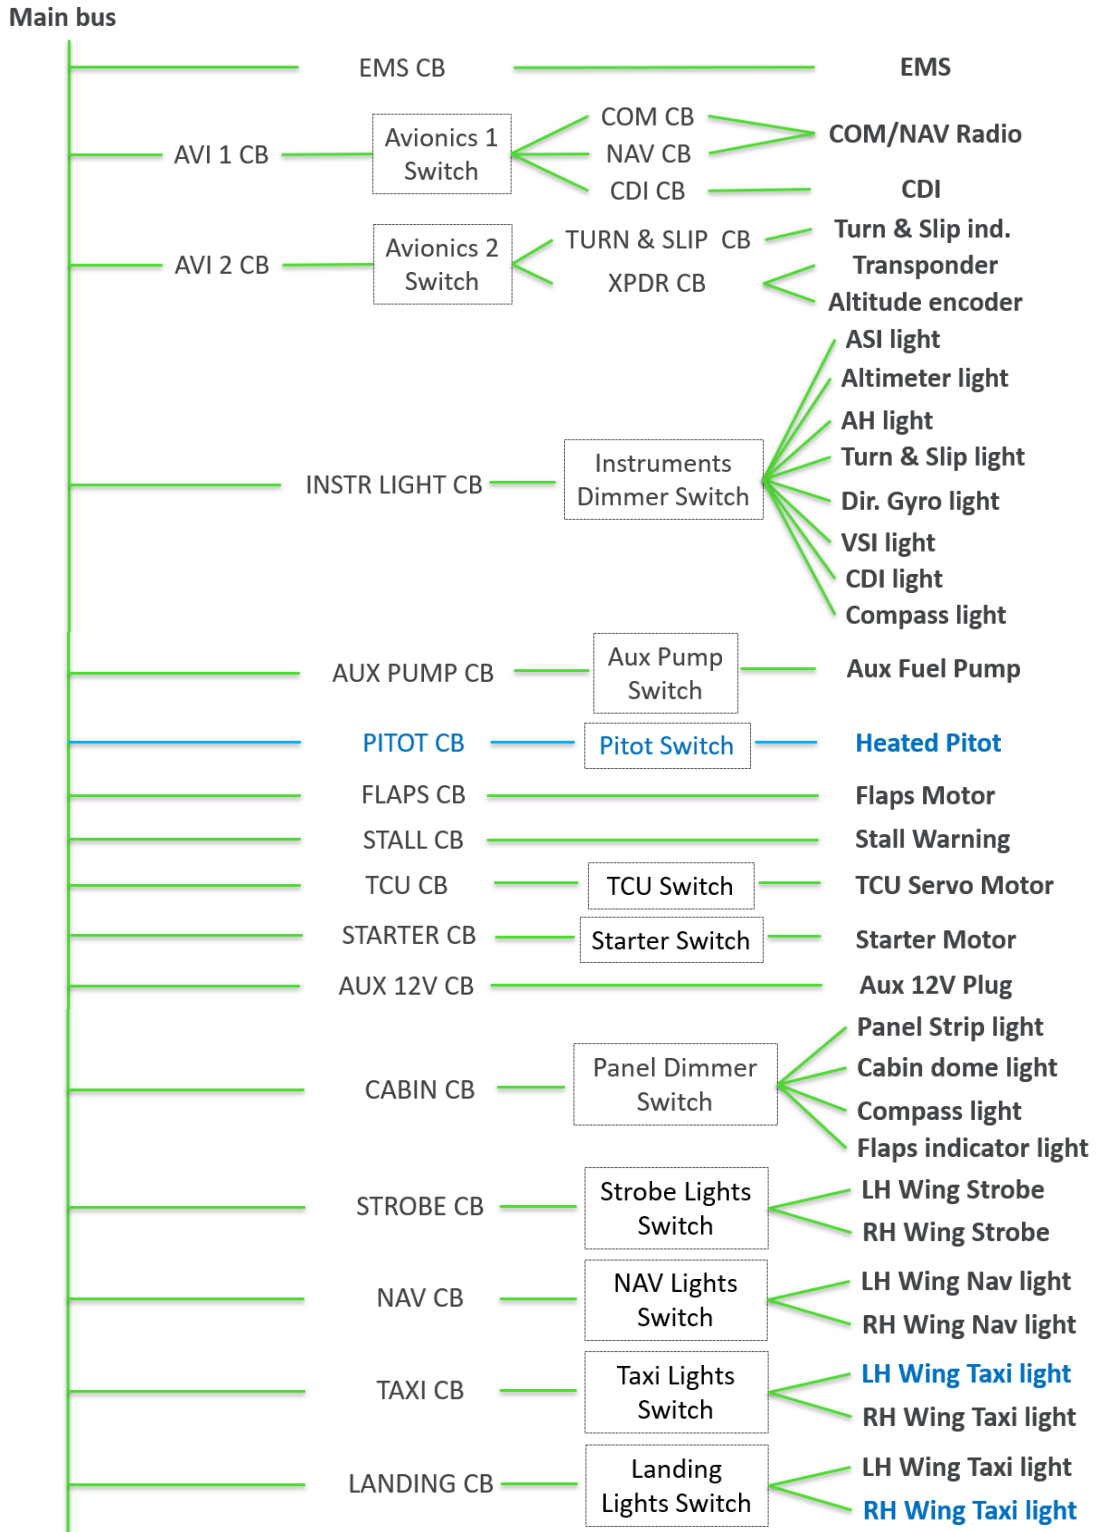 Main bus
EMS CB
EMS
AVI 1 CB
Avionics 1
Switch
COM CB
NAV CB
CDI CB
COM/NAV Radio
CDI
AVI 2 CB
Avionics 2
Switch
TURN & SLIP CB
XPDR CB
Turn & Slip ind.
Transponder
Altitude encoder
INSTR LIGHT CB
Instruments
Dimmer Switch
ASI light
Altimeter light
AH light
Turn & Slip light
Dir. Gyro light
VSI light
CDI light
Compass light
AUX PUMP CB
Aux Pump
Switch
Aux Fuel Pump
PITOT CB
Pitot Switch
Heated Pitot
FLAPS CB
Flaps Motor
STALL CB
Stall Warning
TCU CB
TCU Switch
TCU Servo Motor
STARTER CB
Starter Switch
Starter Motor
AUX 12V CB
Aux 12V Plug
CABIN CB
Panel Dimmer
Switch
Panel Strip light
Cabin dome light
Compass light
Flaps indicator light
STROBE CB
Strobe Lights
Switch
LH Wing Strobe
RH Wing Strobe
NAV CB
NAV Lights
Switch
LH Wing Nav light
RH Wing Nav light
TAXI CB
Taxi Lights
Switch
LH Wing Taxi light
RH Wing Taxi light
LANDING CB
Landing
Lights Switch
LH Wing Taxi light
RH Wing Taxi light